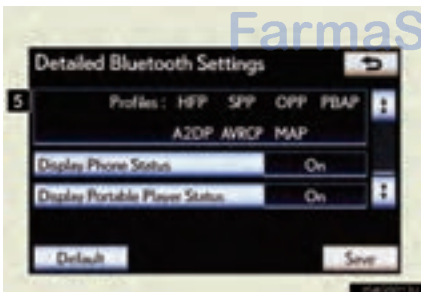 FarmaS
Detailed Bluetooth Settings
5
Profiles: HFP SPP OPP PBAP
A2DP AVRCP MAP
Display Phone Status On
Display Portable Player Status On
Default Save